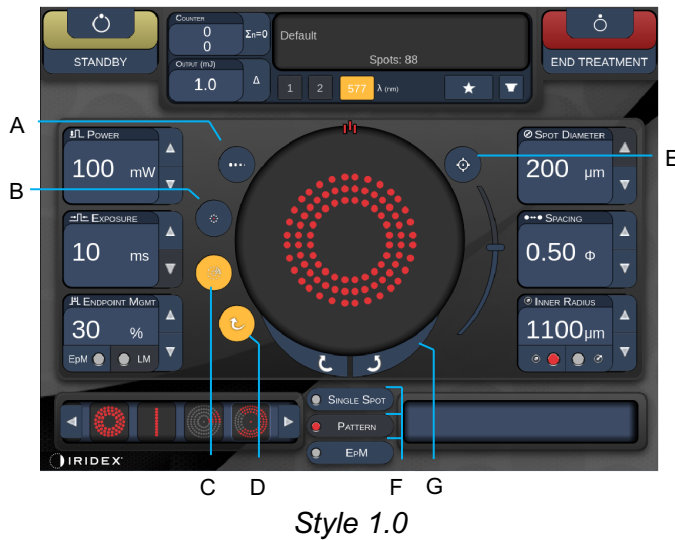 COUNTER
0
0
Σn=0
OUTPUT (MJ)
1.0
Δ
Default
Spots: 88
1 2 577 λ (nm)
STANDBY
END TREATMENT
A
B
E
POWER
100 mW
EXPOSURE
10 ms
ENDPOINT MGMT
30 %
EpM LM
SPOT DIAMETER
200 μm
SPACING
0.50 Φ
INNER RADIUS
1100 μm
SINGLE SPOT
PATTERN
EPM
IRIDEX
C D F G
Style 1.0